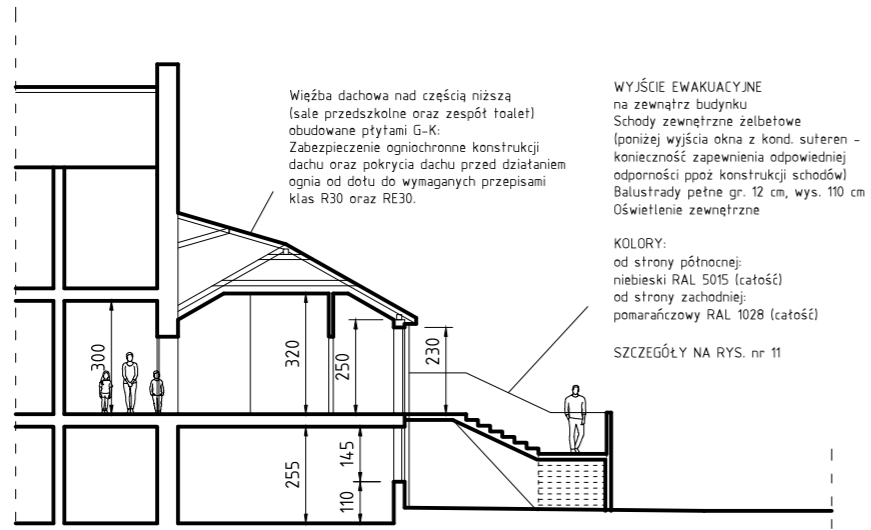 Więźba dachowa nad częścią niższą
(sale przedszkolne oraz zespół toalet)
obudowane płytami G-K:
Zabezpieczenie ogniochronne konstrukcji
dachu oraz pokrycia dachu przed działaniem
ognia od dołu do wymaganych przepisami
klas R30 oraz RE30.
WYJŚCIE EWAKUACYJNE
na zewnątrz budynku
Schody zewnętrzne żelbetowe
(poniżej wyjścia okna z kond. suteren -
konieczność zapewnienia odpowiedniej
odporności ppoż konstrukcji schodów)
Balustrady pełne gr. 12 cm, wys. 110 cm
Oświetlenie zewnętrzne
KOLORY:
od strony północnej:
niebieski RAL 5015 (całość)
od strony zachodniej:
pomarańczowy RAL 1028 (całość)
SZCZEGÓŁY NA RYS. nr 11
300
320
250
230
255
145
110